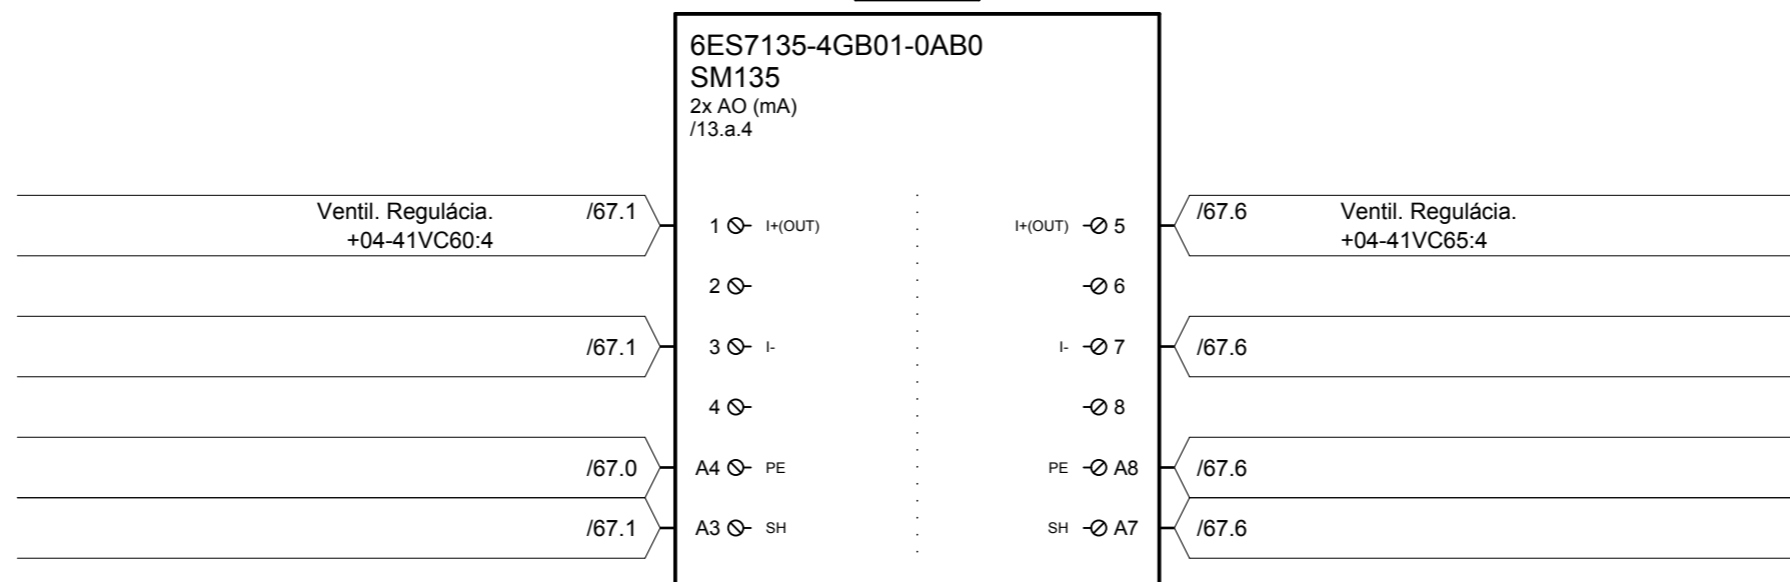 6ES7135-4GB01-0AB0
SM135
2x AO (mA)
/13.a.4
Ventil. Regulácia. /67.1 1 I+(OUT) I+(OUT) 5 /67.6 Ventil. Regulácia.
+04-41VC60:4 +04-41VC65:4
2 6
/67.1 3 I- I- 7 /67.6
4 8
/67.0 A4 PE PE A8 /67.6
/67.1 A3 SH SH A7 /67.6